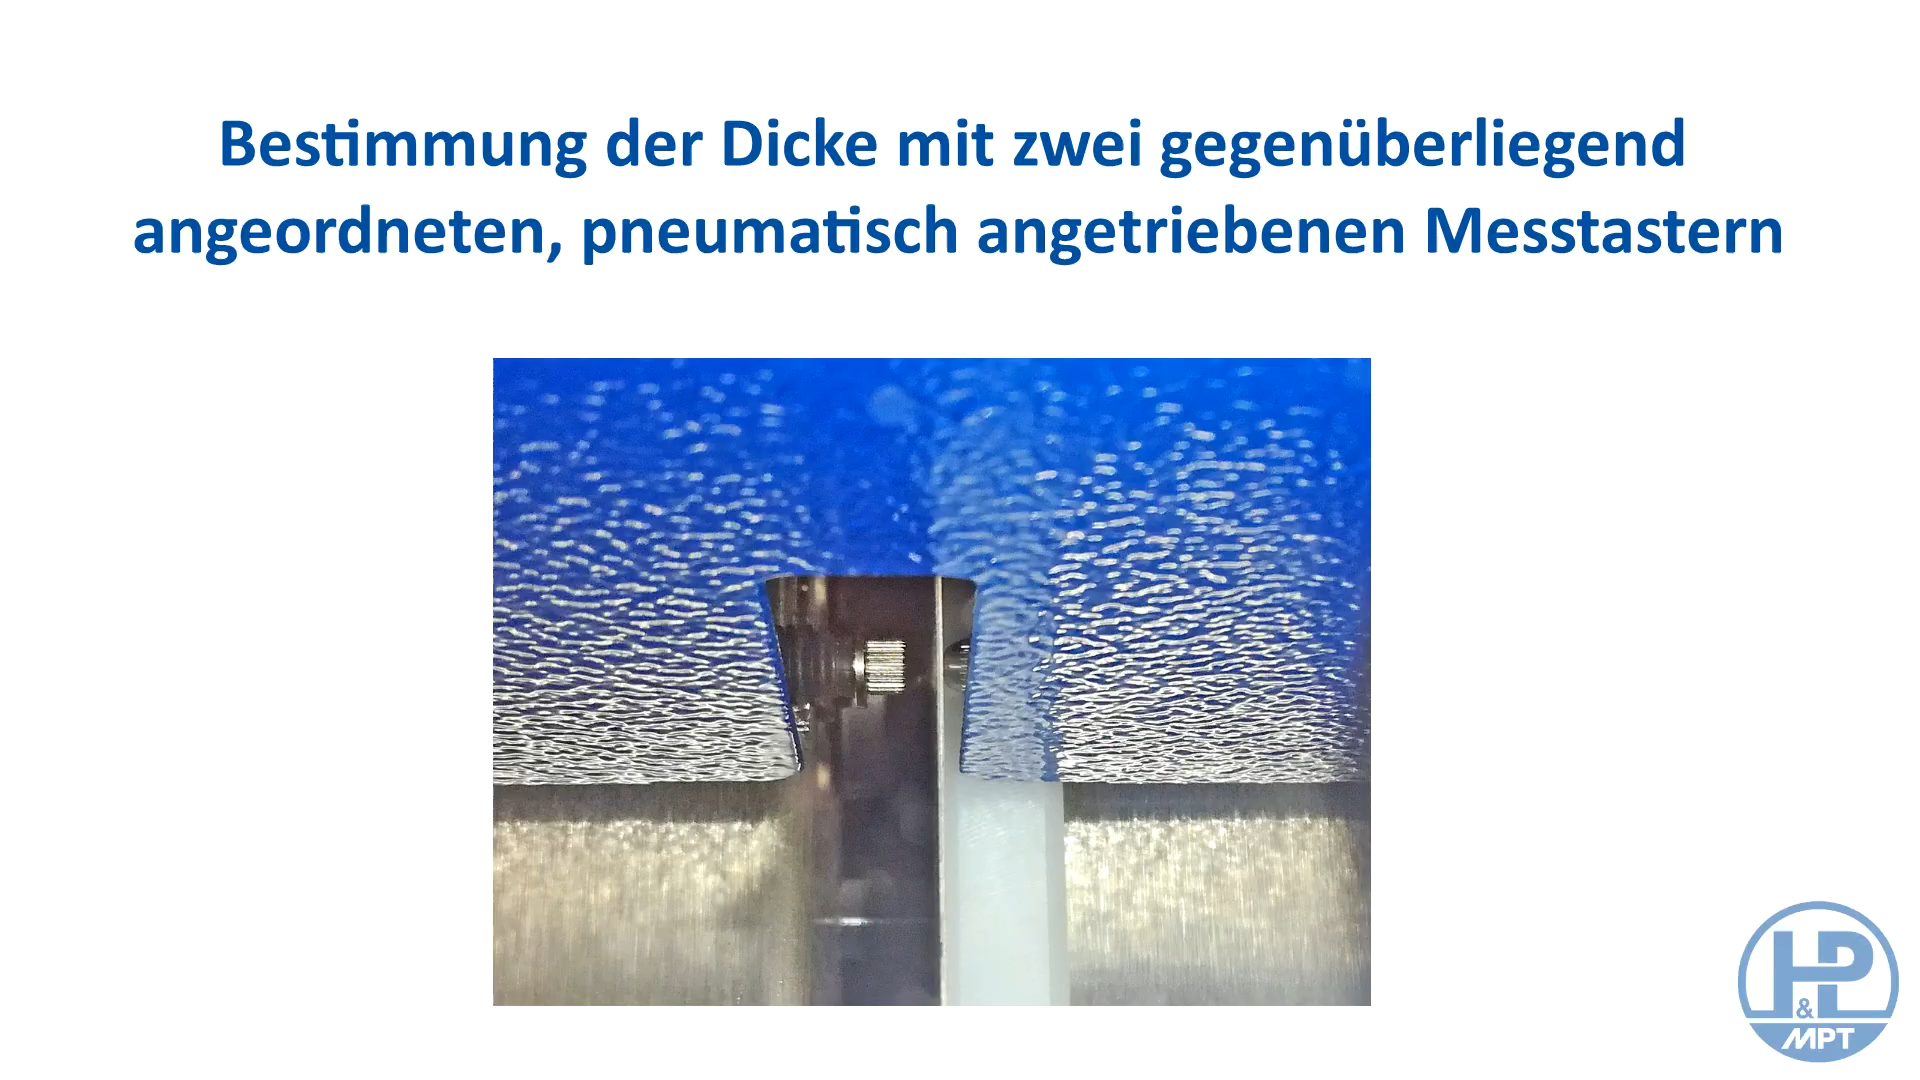 Bestimmung der Dicke mit zwei gegenüberliegend
angeordneten, pneumatisch angetriebenen Messtastern
H&P
MPT